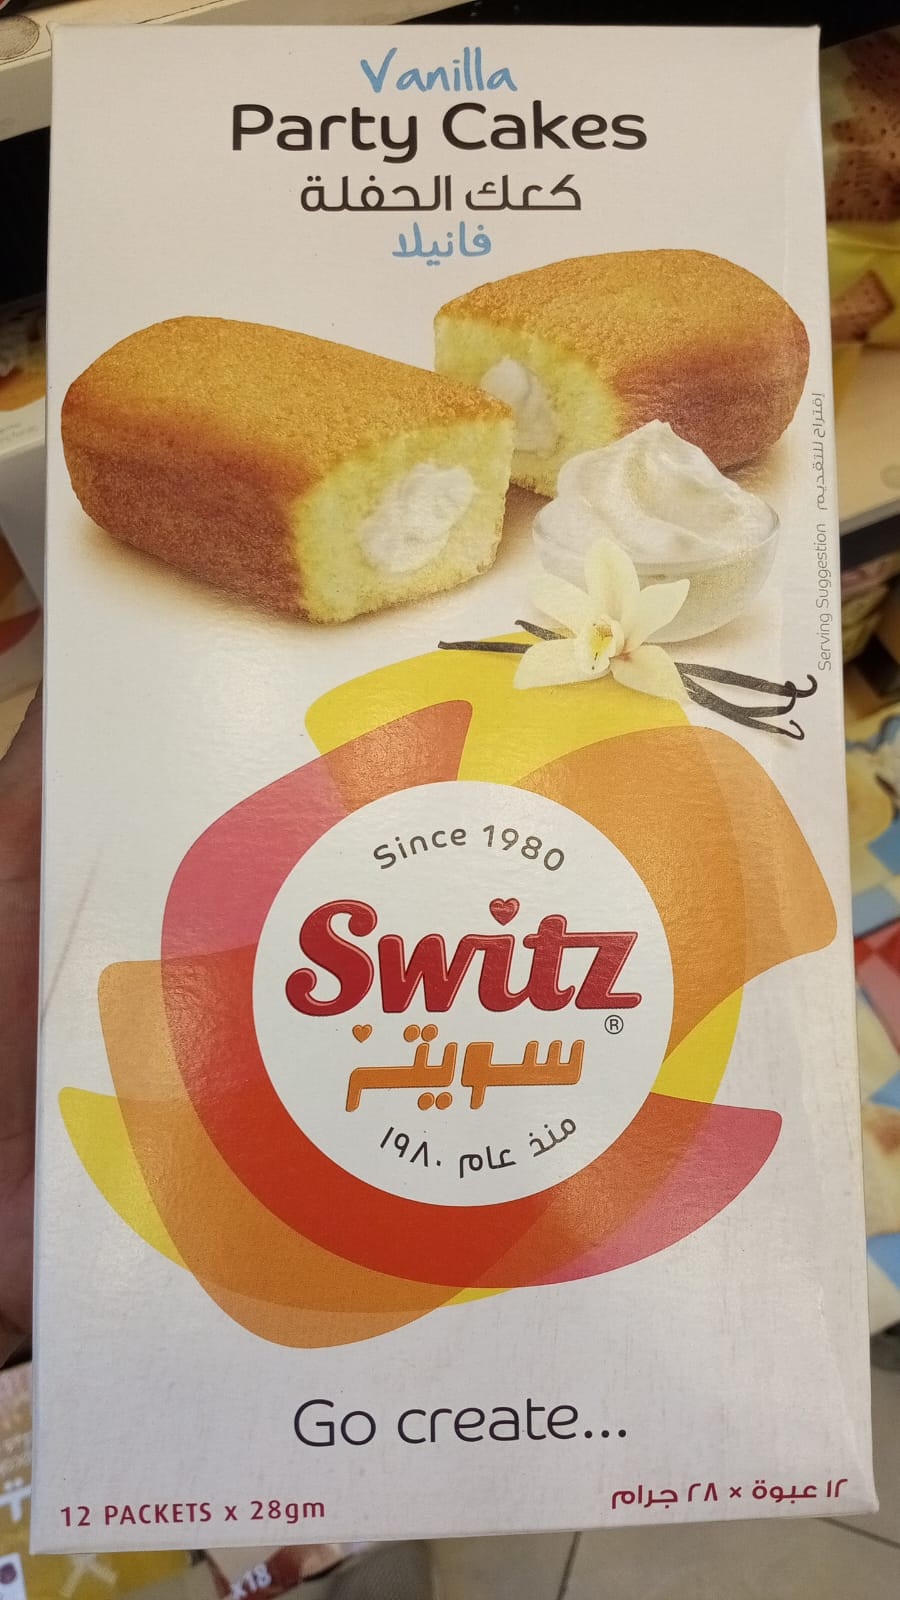 Vanilla
Party Cakes
كعك الحفلة
فانيلا
Serving Suggestion إقتراح للتقديم
Since 1980
Switz
®
سويتز
منذ عام ١٩٨٠
Go create...
12 PACKETS x 28gm
١٢ عبوة × ٢٨ جرام
x18